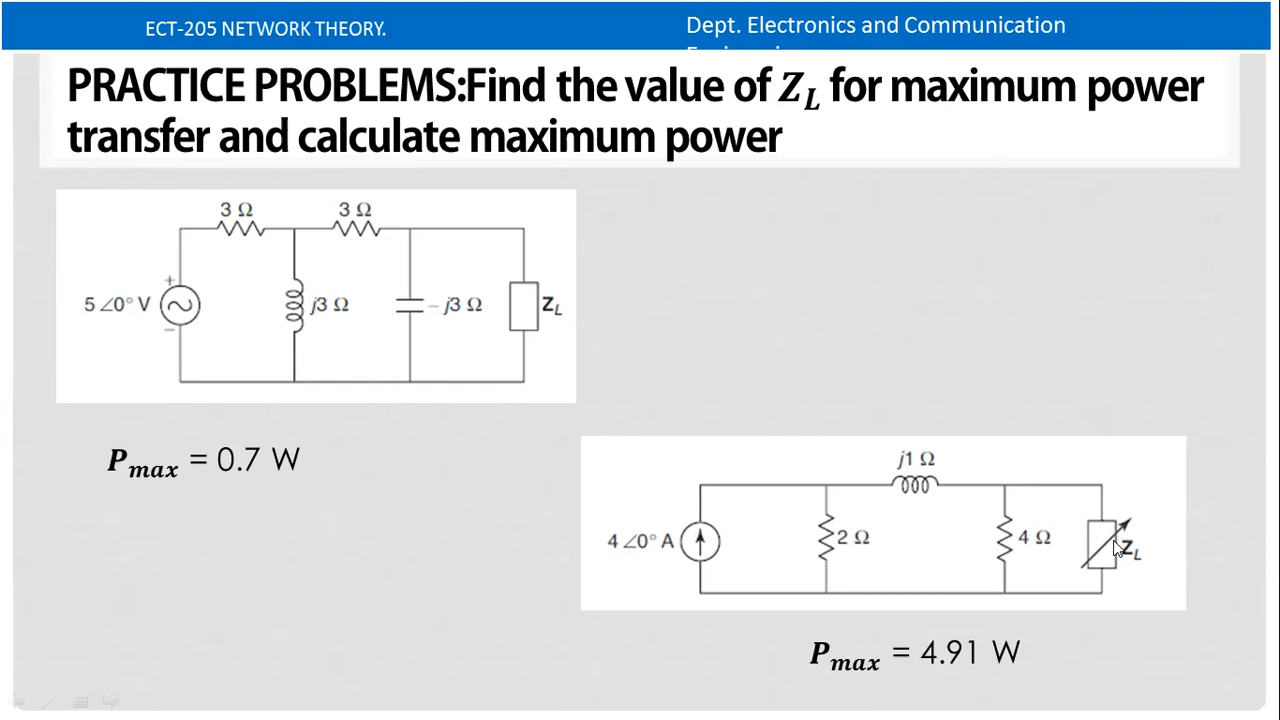 ECT-205 NETWORK THEORY.
Dept. Electronics and Communication
PRACTICE PROBLEMS:Find the value of Z_L for maximum power
transfer and calculate maximum power
3 Ω
3 Ω
5∠0° V
+
−
j3 Ω
− j3 Ω
Z_L
P_max = 0.7 W
j1 Ω
4∠0° A
2 Ω
4 Ω
Z_L
P_max = 4.91 W